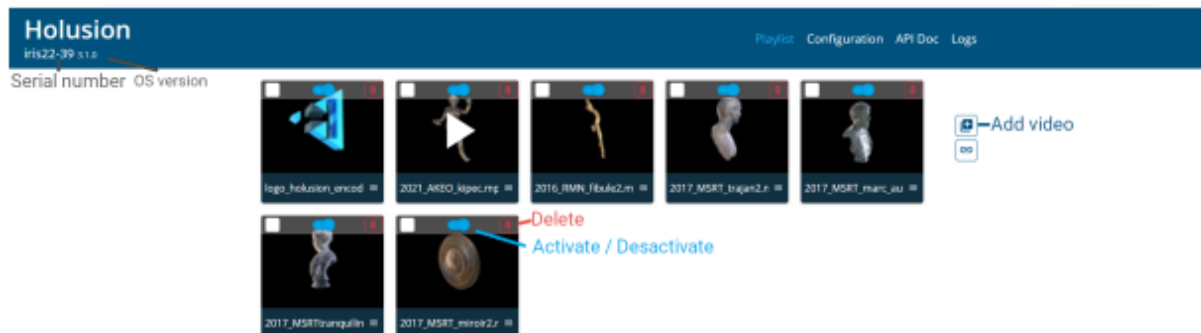 Holusion
iris22-39 3.1.0
Playlist Configuration API Doc Logs
Serial number OS version
Add video
logo_holusion_encod
2021_AKEO_kipec.mp
2016_RMN_fibule2.m
2017_MSRT_trajan2.r
2017_MSRT_marc_au
Delete
Activate / Desactivate
2017_MSRTtranquilin
2017_MSRT_miroir2.r